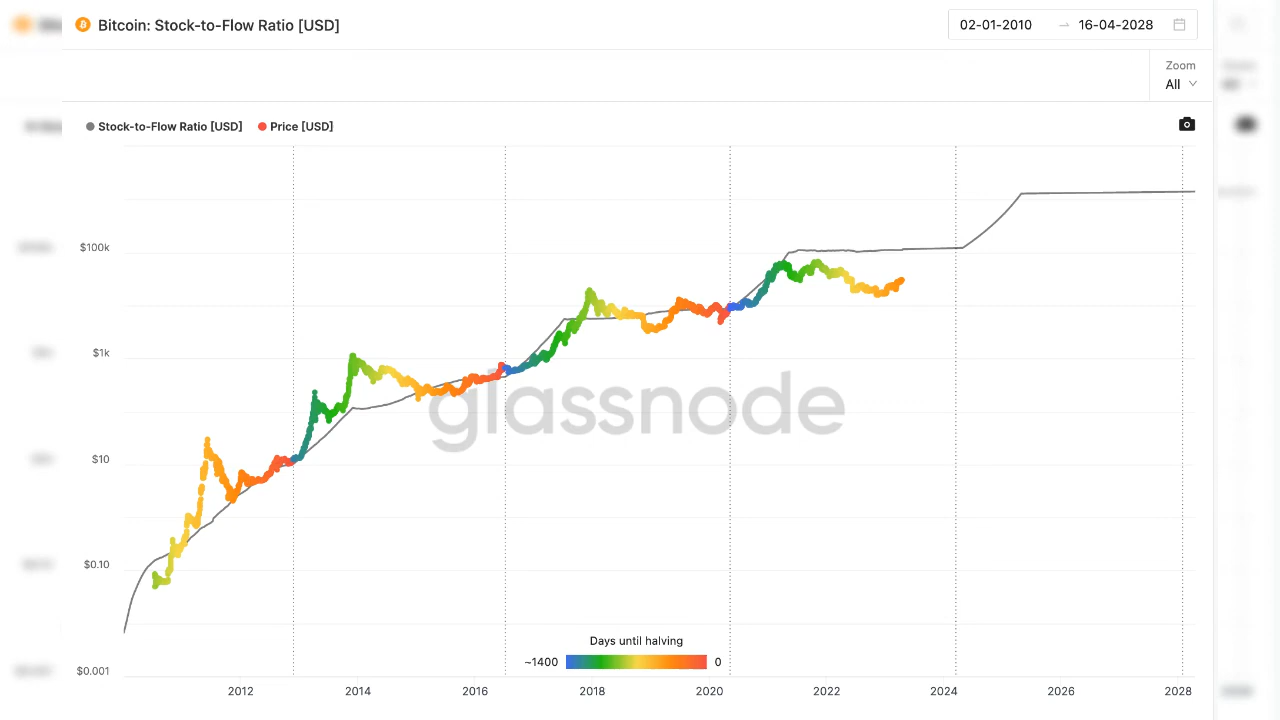 Bitcoin: Stock-to-Flow Ratio [USD]
02-01-2010 → 16-04-2028
Zoom
All
Stock-to-Flow Ratio [USD] Price [USD]
$100k
$1k
$10
$0.10
$0.001
glassnode
Days until halving
~1400 0
2012 2014 2016 2018 2020 2022 2024 2026 2028